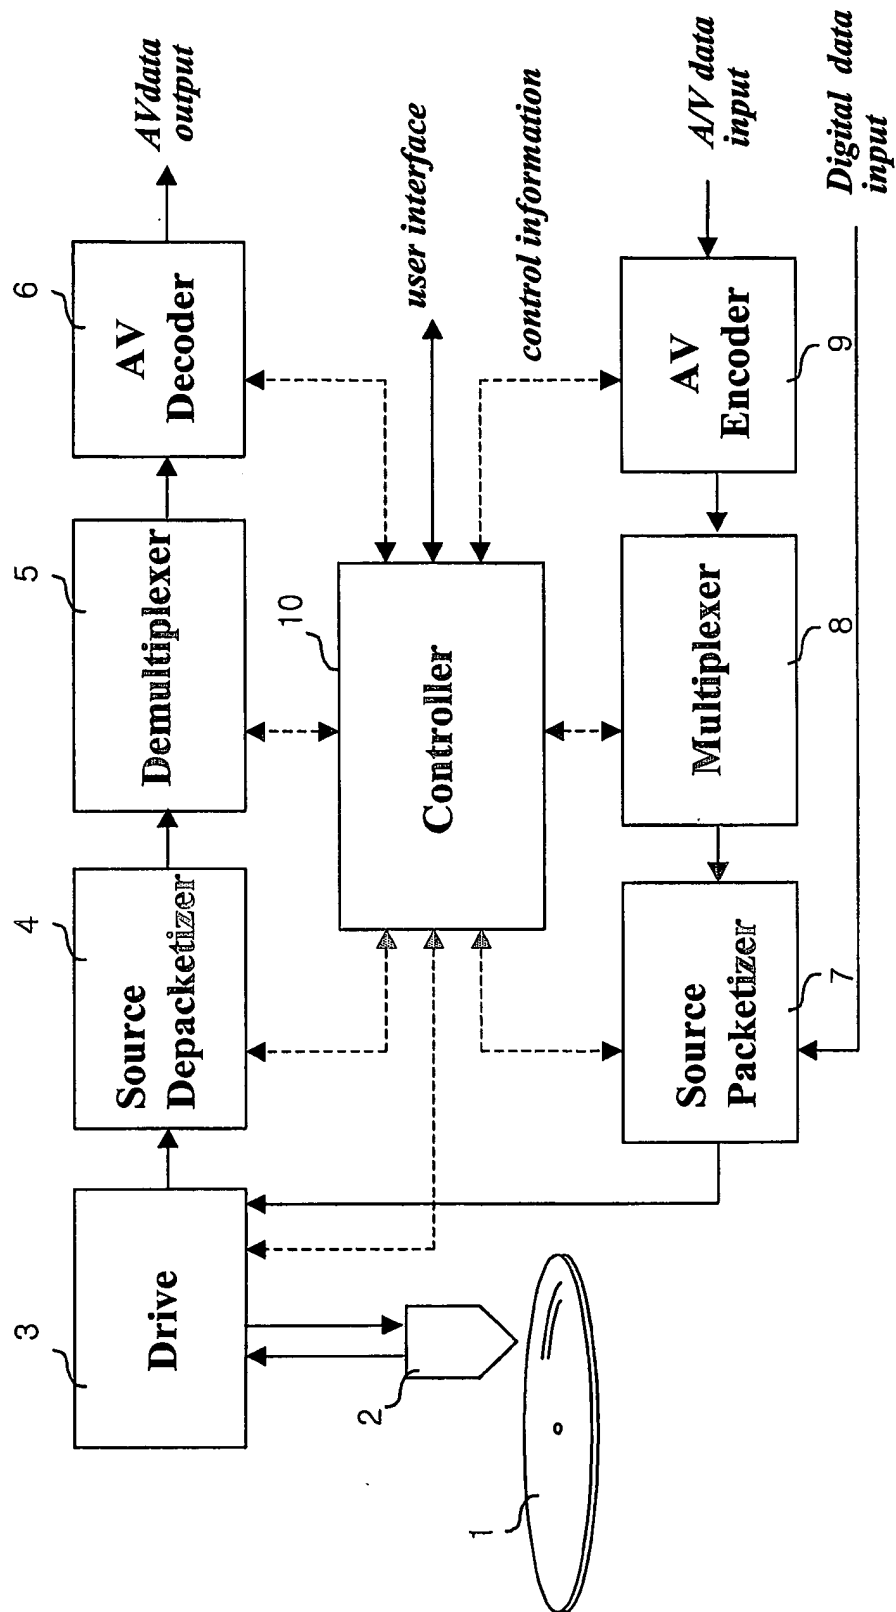 3
Drive
4
Source
Depacketizer
5
Demultiplexer
6
AV
Decoder
AVdata
output
2
1
10
Controller
user interface
control information
Source
Packetizer
7
Multiplexer
8
AV
Encoder
9
A/V data
input
Digital data
input